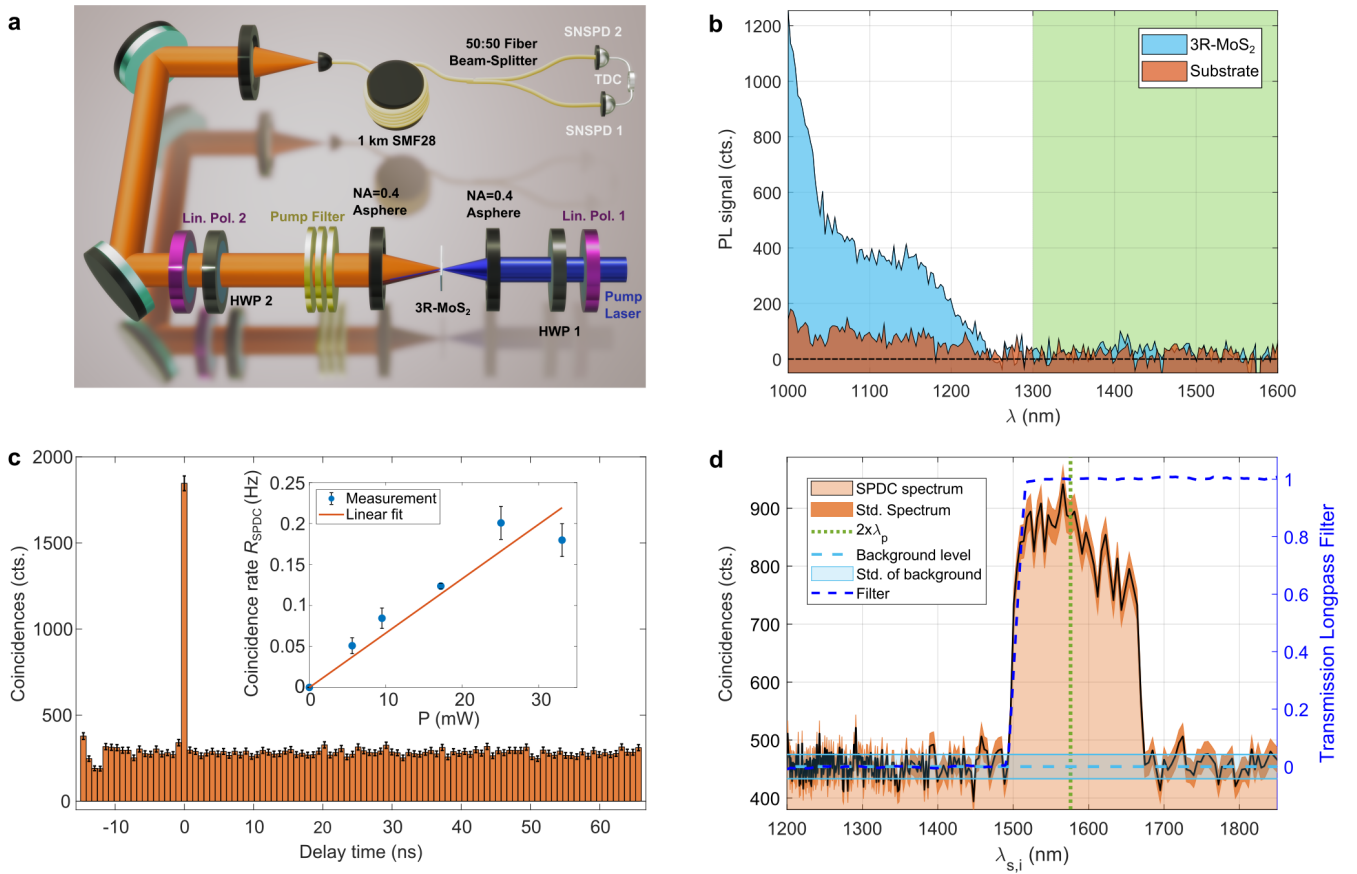 a
50:50 Fiber
Beam-Splitter
SNSPD 2
TDC
SNSPD 1
1 km SMF28
NA=0.4
Asphere
NA=0.4
Asphere
Lin. Pol. 2
Pump Filter
Lin. Pol. 1
HWP 2
3R-MoS₂
HWP 1
Pump
Laser
b
3R-MoS₂
Substrate
PL signal (cts.)
1200
1000
800
600
400
200
0
1000 1100 1200 1300 1400 1500 1600
λ (nm)
c
Coincidences (cts.)
2000
1500
1000
500
0
-10 0 10 20 30 40 50 60
Delay time (ns)
Measurement
Linear fit
Coincidence rate R_SPDC (Hz)
0.25
0.2
0.15
0.1
0.05
0
0 10 20 30
P (mW)
d
SPDC spectrum
Std. Spectrum
2xλ_p
Background level
Std. of background
Filter
Coincidences (cts.)
900
800
700
600
500
400
1200 1300 1400 1500 1600 1700 1800
λ_s,i (nm)
1
0.8
0.6
0.4
0.2
0
Transmission Longpass Filter